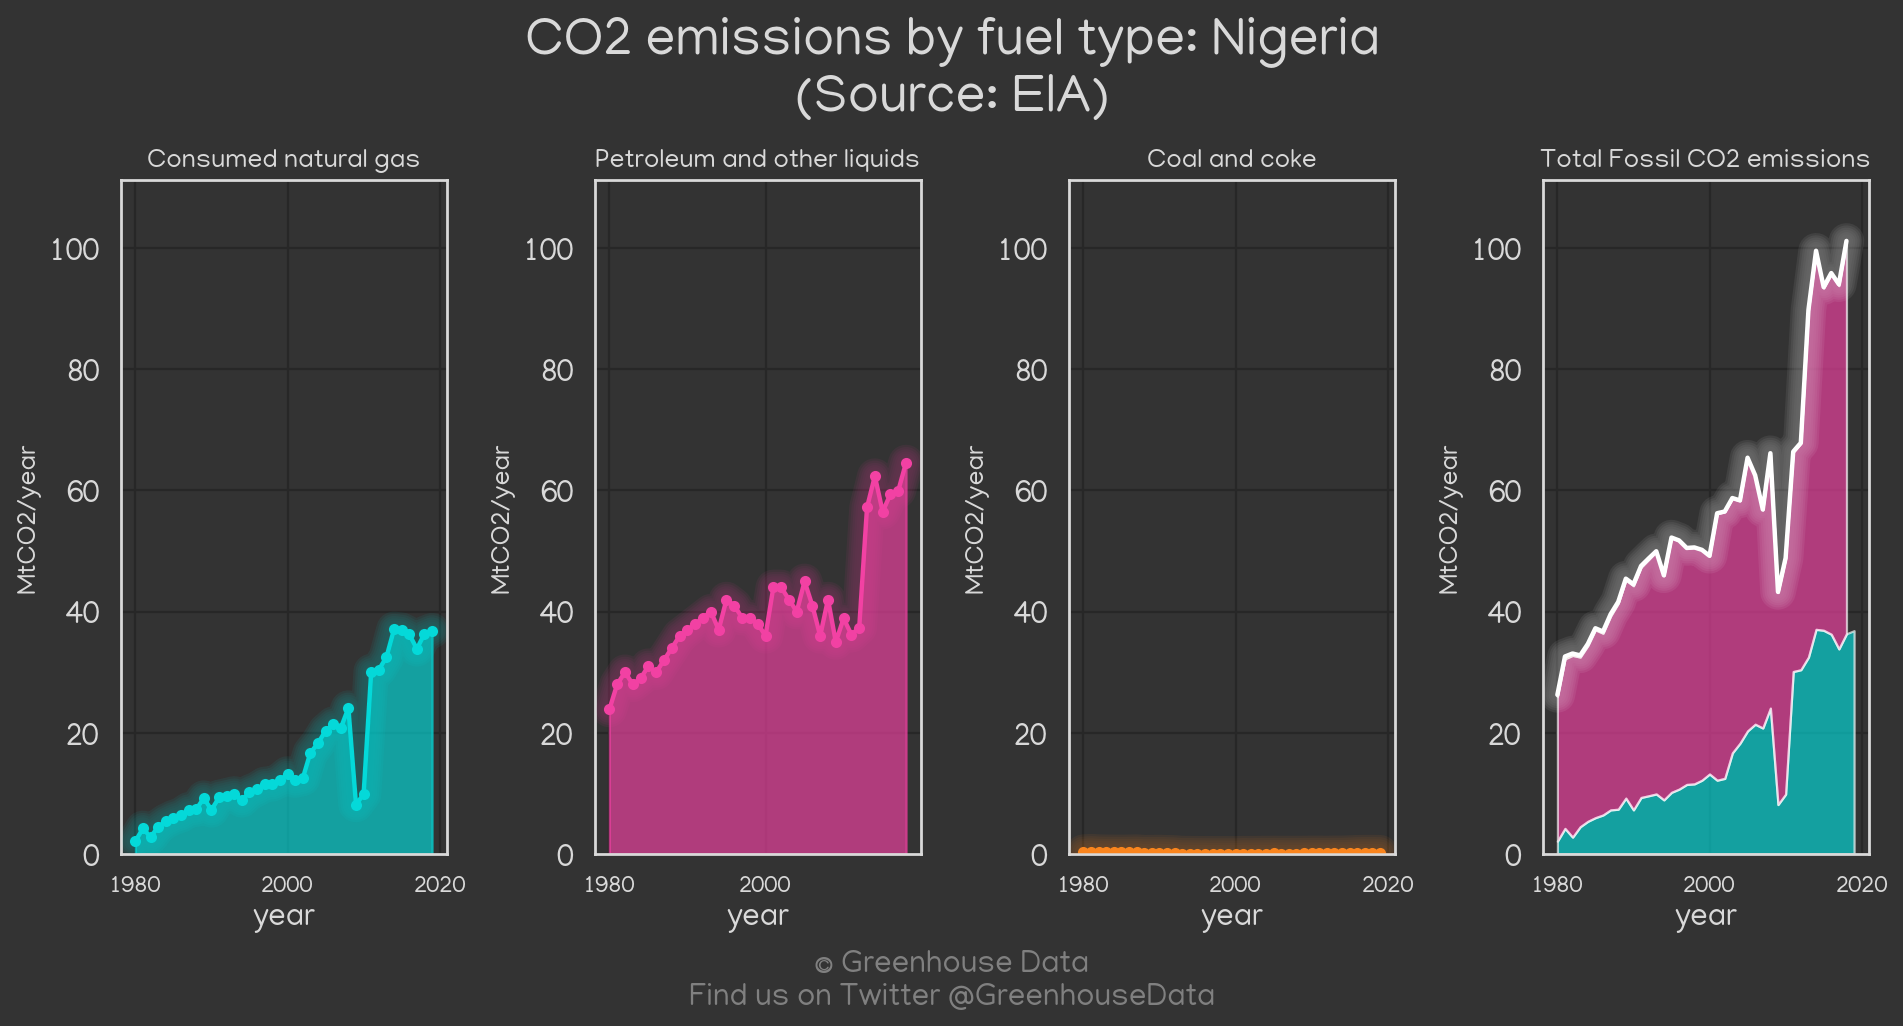 CO2 emissions by fuel type: Nigeria
(Source: EIA)
Consumed natural gas
Petroleum and other liquids
Coal and coke
Total Fossil CO2 emissions
100
80
60
40
20
0
MtCO2/year
1980
2000
2020
year
100
80
60
40
20
0
MtCO2/year
1980
2000
year
100
80
60
40
20
0
MtCO2/year
1980
2000
2020
year
100
80
60
40
20
0
MtCO2/year
1980
2000
2020
year
© Greenhouse Data
Find us on Twitter @GreenhouseData